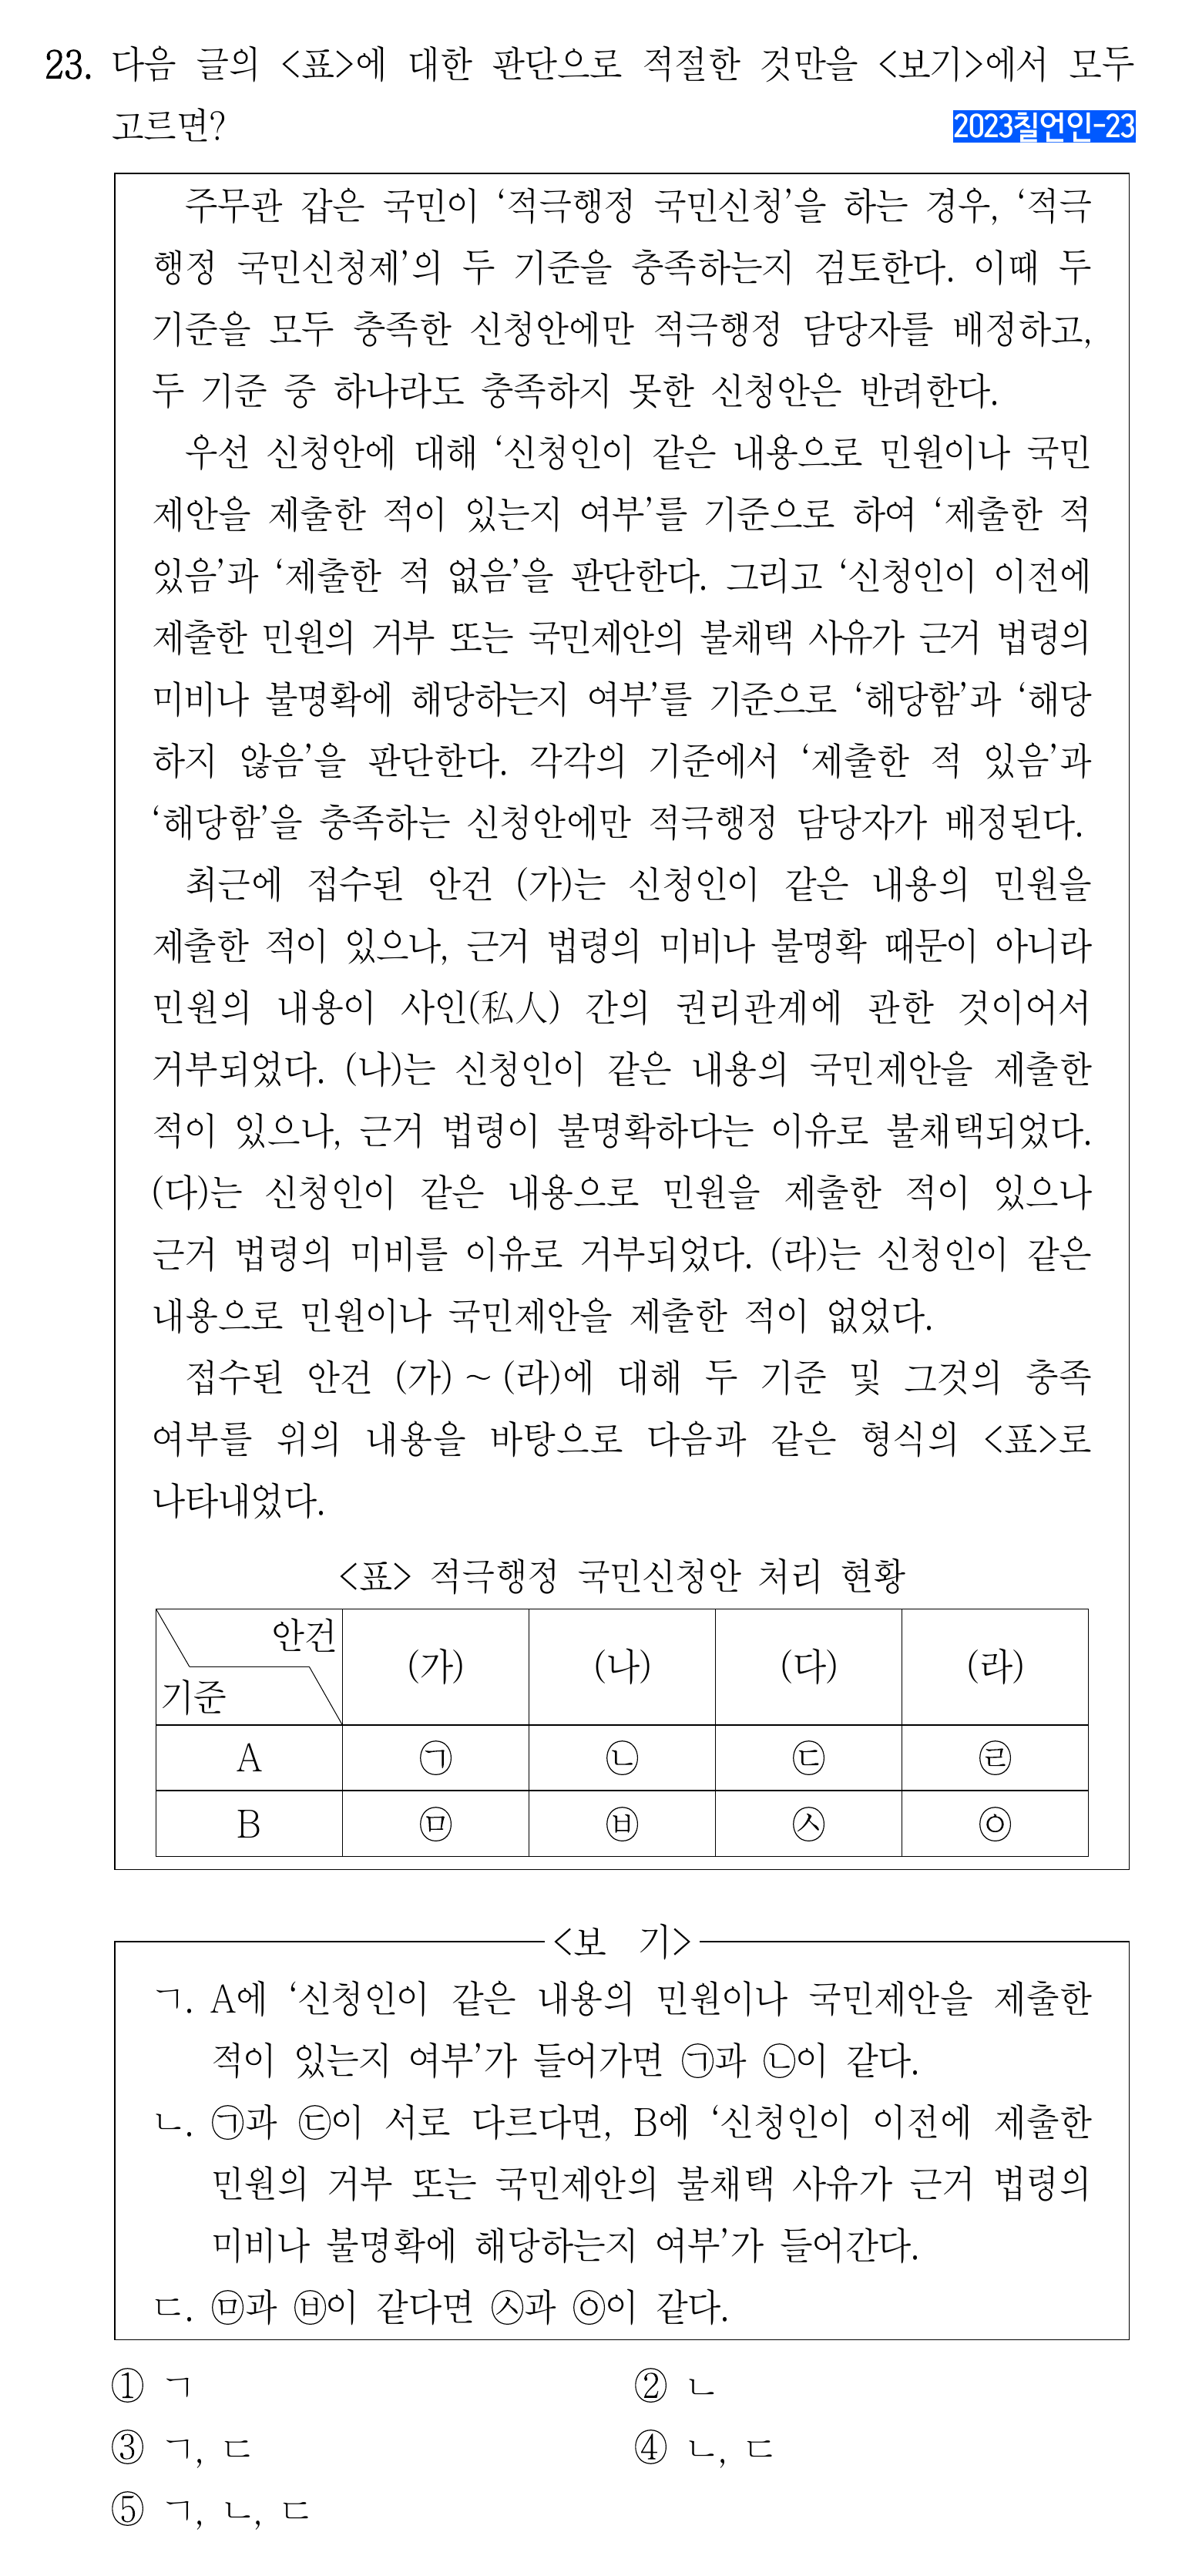 23. 다음 글의 <표>에 대한 판단으로 적절한 것만을 <보기>에서 모두
고르면?
2023칠언인-23
주무관 갑은 국민이 ‘적극행정 국민신청’을 하는 경우, ‘적극
행정 국민신청제’의 두 기준을 충족하는지 검토한다. 이때 두
기준을 모두 충족한 신청안에만 적극행정 담당자를 배정하고,
두 기준 중 하나라도 충족하지 못한 신청안은 반려한다.
우선 신청안에 대해 ‘신청인이 같은 내용으로 민원이나 국민
제안을 제출한 적이 있는지 여부’를 기준으로 하여 ‘제출한 적
있음’과 ‘제출한 적 없음’을 판단한다. 그리고 ‘신청인이 이전에
제출한 민원의 거부 또는 국민제안의 불채택 사유가 근거 법령의
미비나 불명확에 해당하는지 여부’를 기준으로 ‘해당함’과 ‘해당
하지 않음’을 판단한다. 각각의 기준에서 ‘제출한 적 있음’과
‘해당함’을 충족하는 신청안에만 적극행정 담당자가 배정된다.
최근에 접수된 안건 (가)는 신청인이 같은 내용의 민원을
제출한 적이 있으나, 근거 법령의 미비나 불명확 때문이 아니라
민원의 내용이 사인(私人) 간의 권리관계에 관한 것이어서
거부되었다. (나)는 신청인이 같은 내용의 국민제안을 제출한
적이 있으나, 근거 법령이 불명확하다는 이유로 불채택되었다.
(다)는 신청인이 같은 내용으로 민원을 제출한 적이 있으나
근거 법령의 미비를 이유로 거부되었다. (라)는 신청인이 같은
내용으로 민원이나 국민제안을 제출한 적이 없었다.
접수된 안건 (가) ~ (라)에 대해 두 기준 및 그것의 충족
여부를 위의 내용을 바탕으로 다음과 같은 형식의 <표>로
나타내었다.
<표> 적극행정 국민신청안 처리 현황
안건
기준
(가) (나) (다) (라)
A ㉠ ㉡ ㉢ ㉣
B ㉤ ㉥ ㉦ ㉧
<보 기>
ㄱ. A에 ‘신청인이 같은 내용의 민원이나 국민제안을 제출한
적이 있는지 여부’가 들어가면 ㉠과 ㉡이 같다.
ㄴ. ㉠과 ㉢이 서로 다르다면, B에 ‘신청인이 이전에 제출한
민원의 거부 또는 국민제안의 불채택 사유가 근거 법령의
미비나 불명확에 해당하는지 여부’가 들어간다.
ㄷ. ㉤과 ㉥이 같다면 ㉦과 ㉧이 같다.
① ㄱ ② ㄴ
③ ㄱ, ㄷ ④ ㄴ, ㄷ
⑤ ㄱ, ㄴ, ㄷ